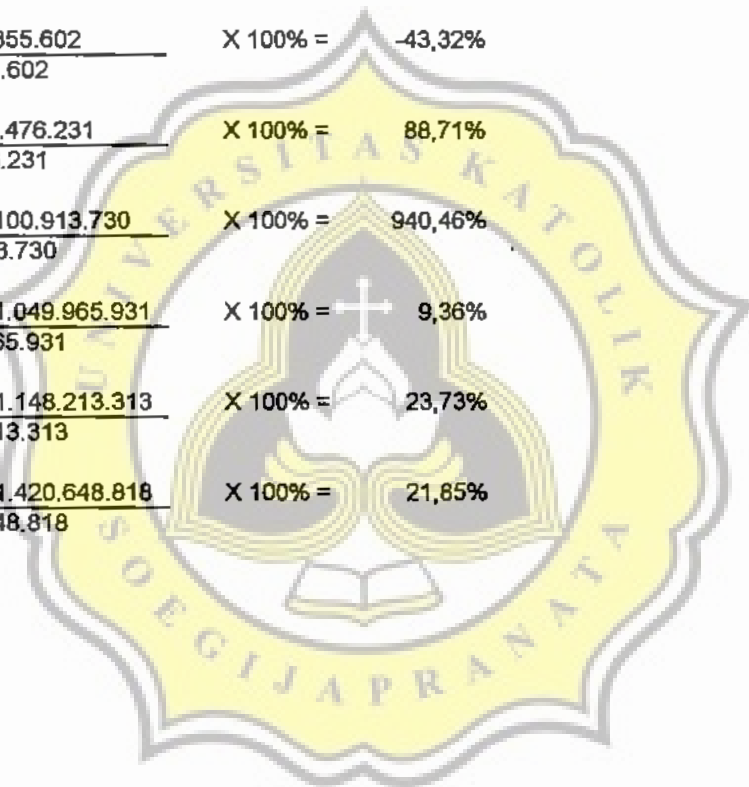 355.602 X 100% = -43,32%
.602
.476.231 X 100% = 88,71%
.231
100.913.730 X 100% = 940,46%
3.730
1.049.965.931 X 100% = 9,36%
65.931
1.148.213.313 X 100% = 23,73%
13.313
1.420.648.818 X 100% = 21,85%
48.818
UNIVERSITAS KATOLIK
SOEGIJAPRANATA